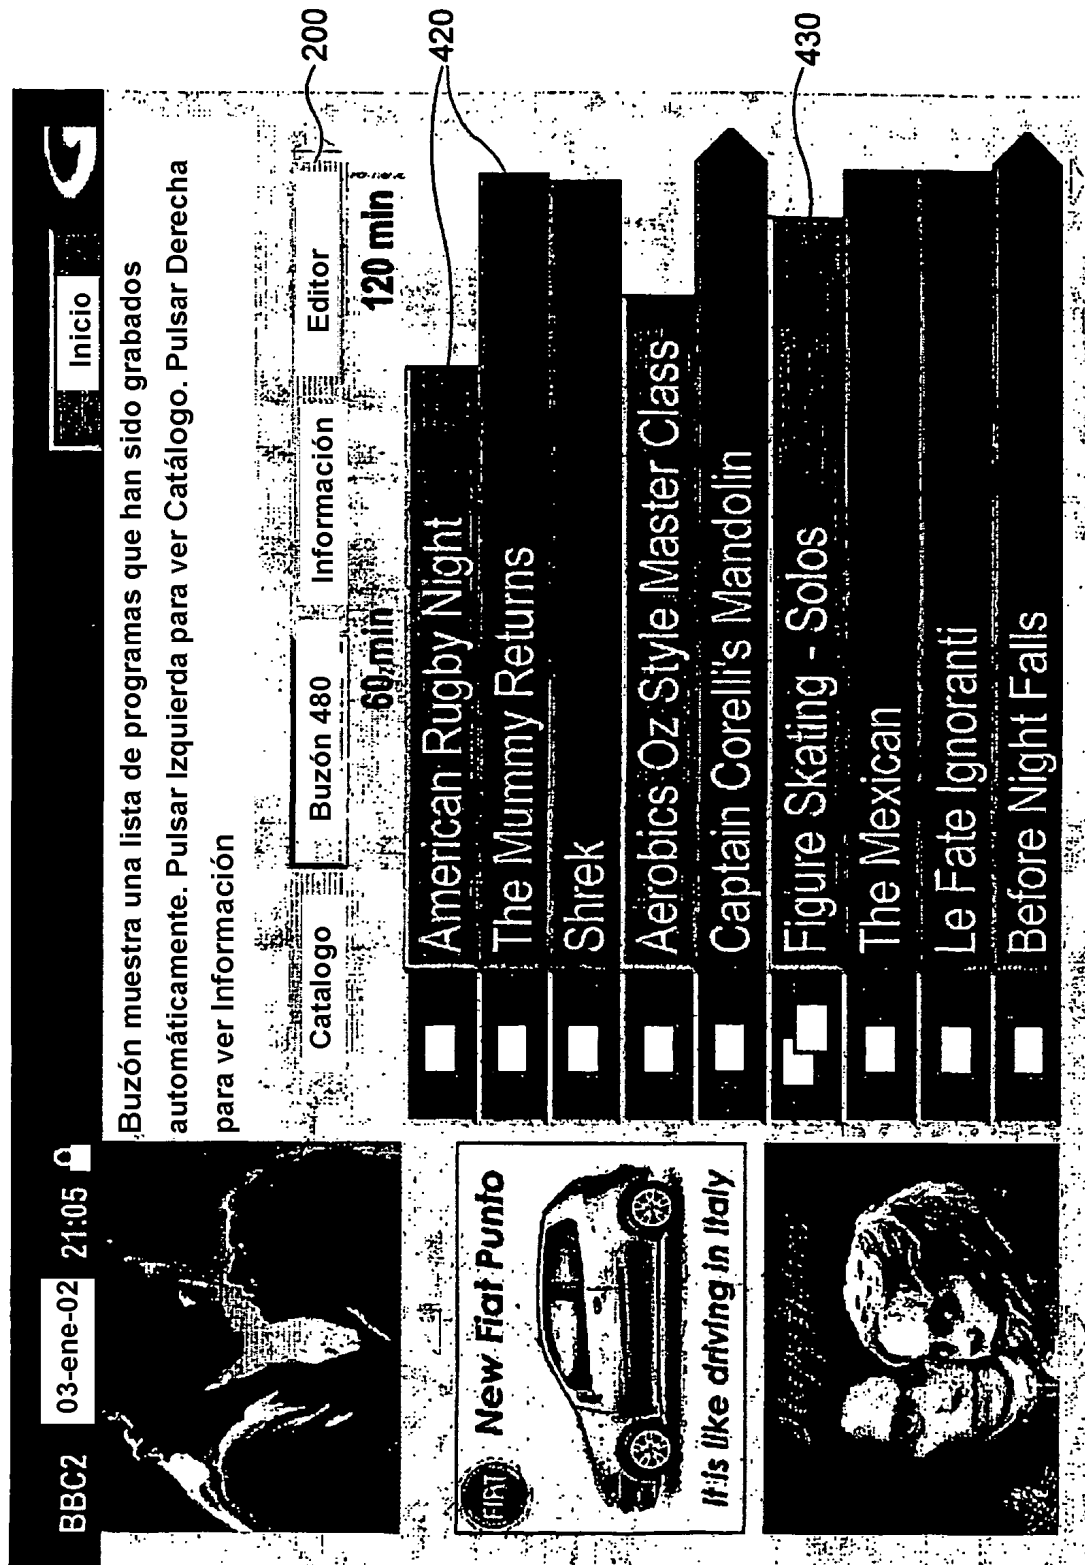 BBC2 03-ene-02 21:05
Inicio
Buzón muestra una lista de programas que han sido grabados
automáticamente. Pulsar Izquierda para ver Catálogo. Pulsar Derecha
para ver Información
Catalogo Buzón 480 Información Editor
200
60 min 120 min
420
American Rugby Night
The Mummy Returns
Shrek
Aerobics Oz Style Master Class
Captain Corelli's Mandolin
Figure Skating - Solos
430
The Mexican
Le Fate Ignoranti
Before Night Falls
FIAT New Fiat Punto
It is like driving in Italy